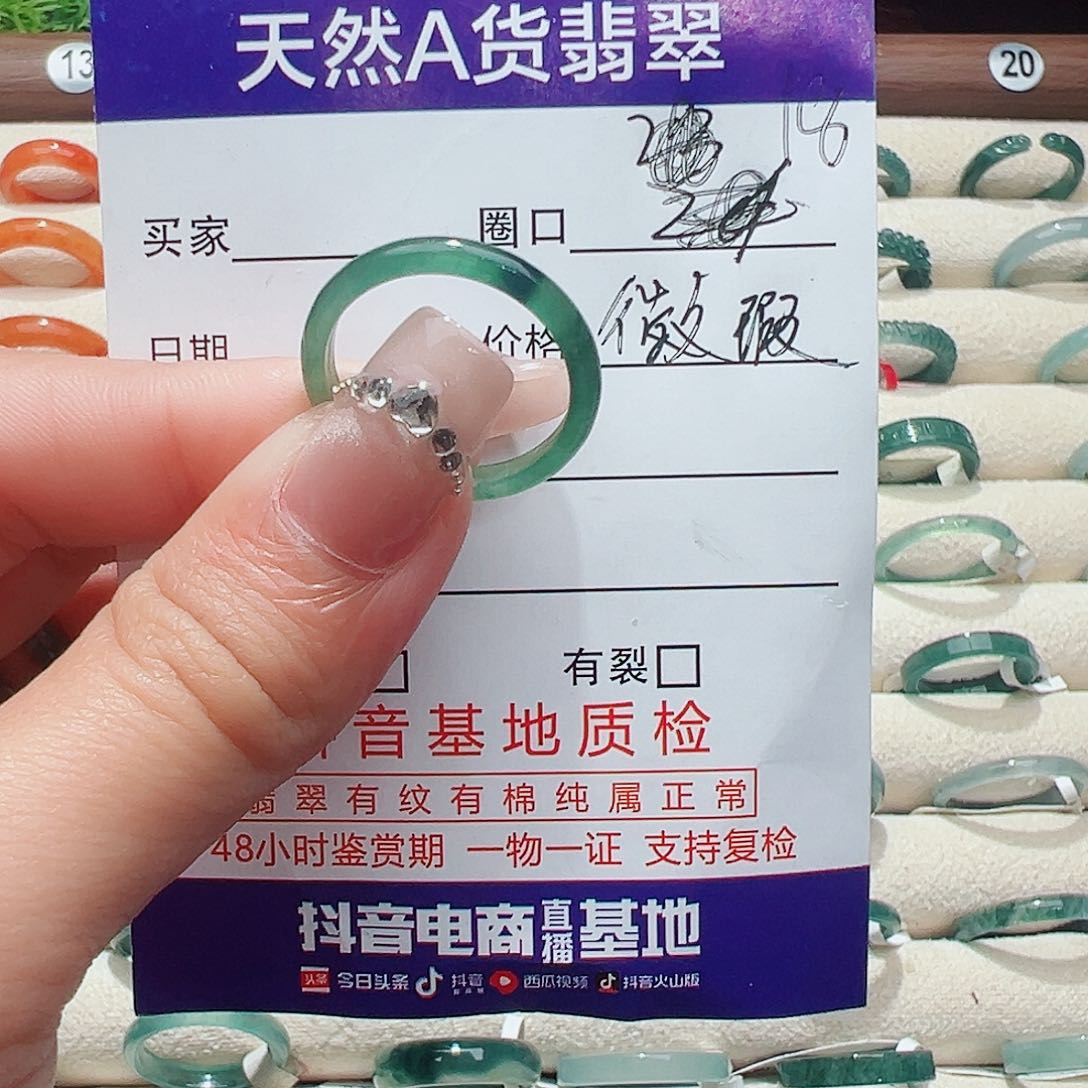 天然A货翡翠
13
20
18
买家
圈口
日期
价格 微瑕
有裂
音基地质检
翡翠有纹有棉纯属正常
48小时鉴赏期 一物一证 支持复检
抖音电商直播基地
头条 今日头条 抖音 西瓜视频 抖音火山版